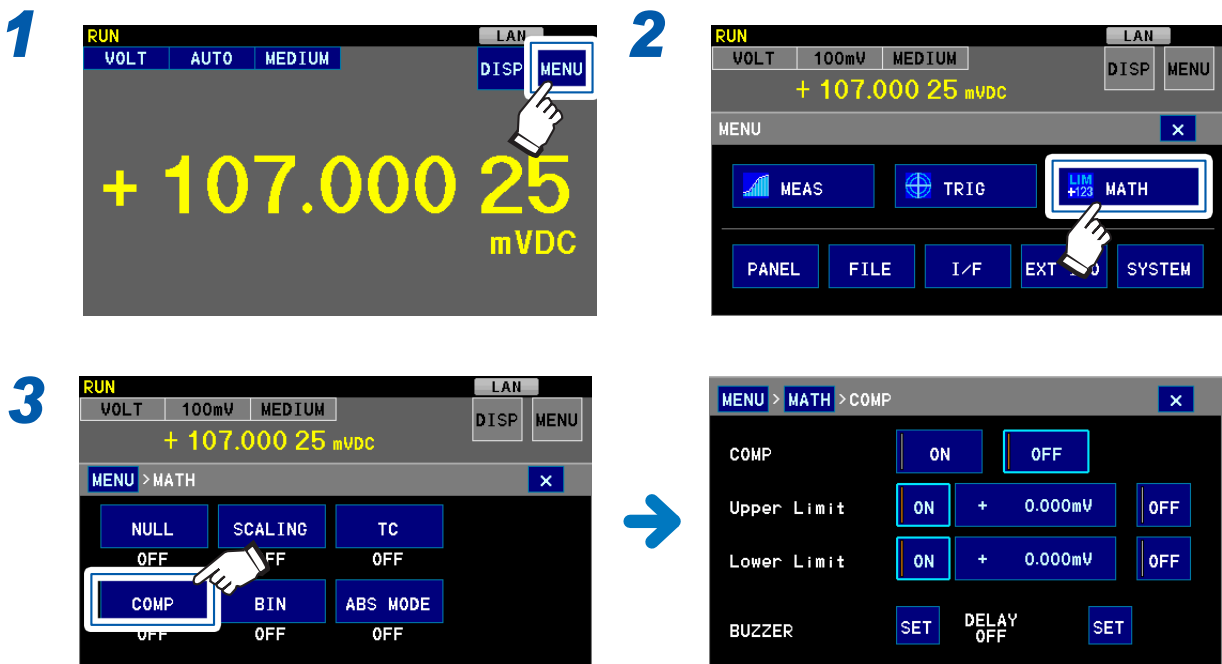 1
RUN LAN
VOLT AUTO MEDIUM DISP MENU
+ 107.000 25
mVDC
2
RUN LAN
VOLT 100mV MEDIUM DISP MENU
+ 107.000 25 mVDC
MENU ×
MEAS TRIG LIM +123 MATH
PANEL FILE I/F EXT SYSTEM
3
RUN LAN
VOLT 100mV MEDIUM DISP MENU
+ 107.000 25 mVDC
MENU >MATH ×
NULL SCALING TC
OFF OFF
COMP BIN ABS MODE
OFF OFF OFF
MENU > MATH >COMP ×
COMP ON OFF
Upper Limit ON + 0.000mV OFF
Lower Limit ON + 0.000mV OFF
BUZZER SET DELAY OFF SET